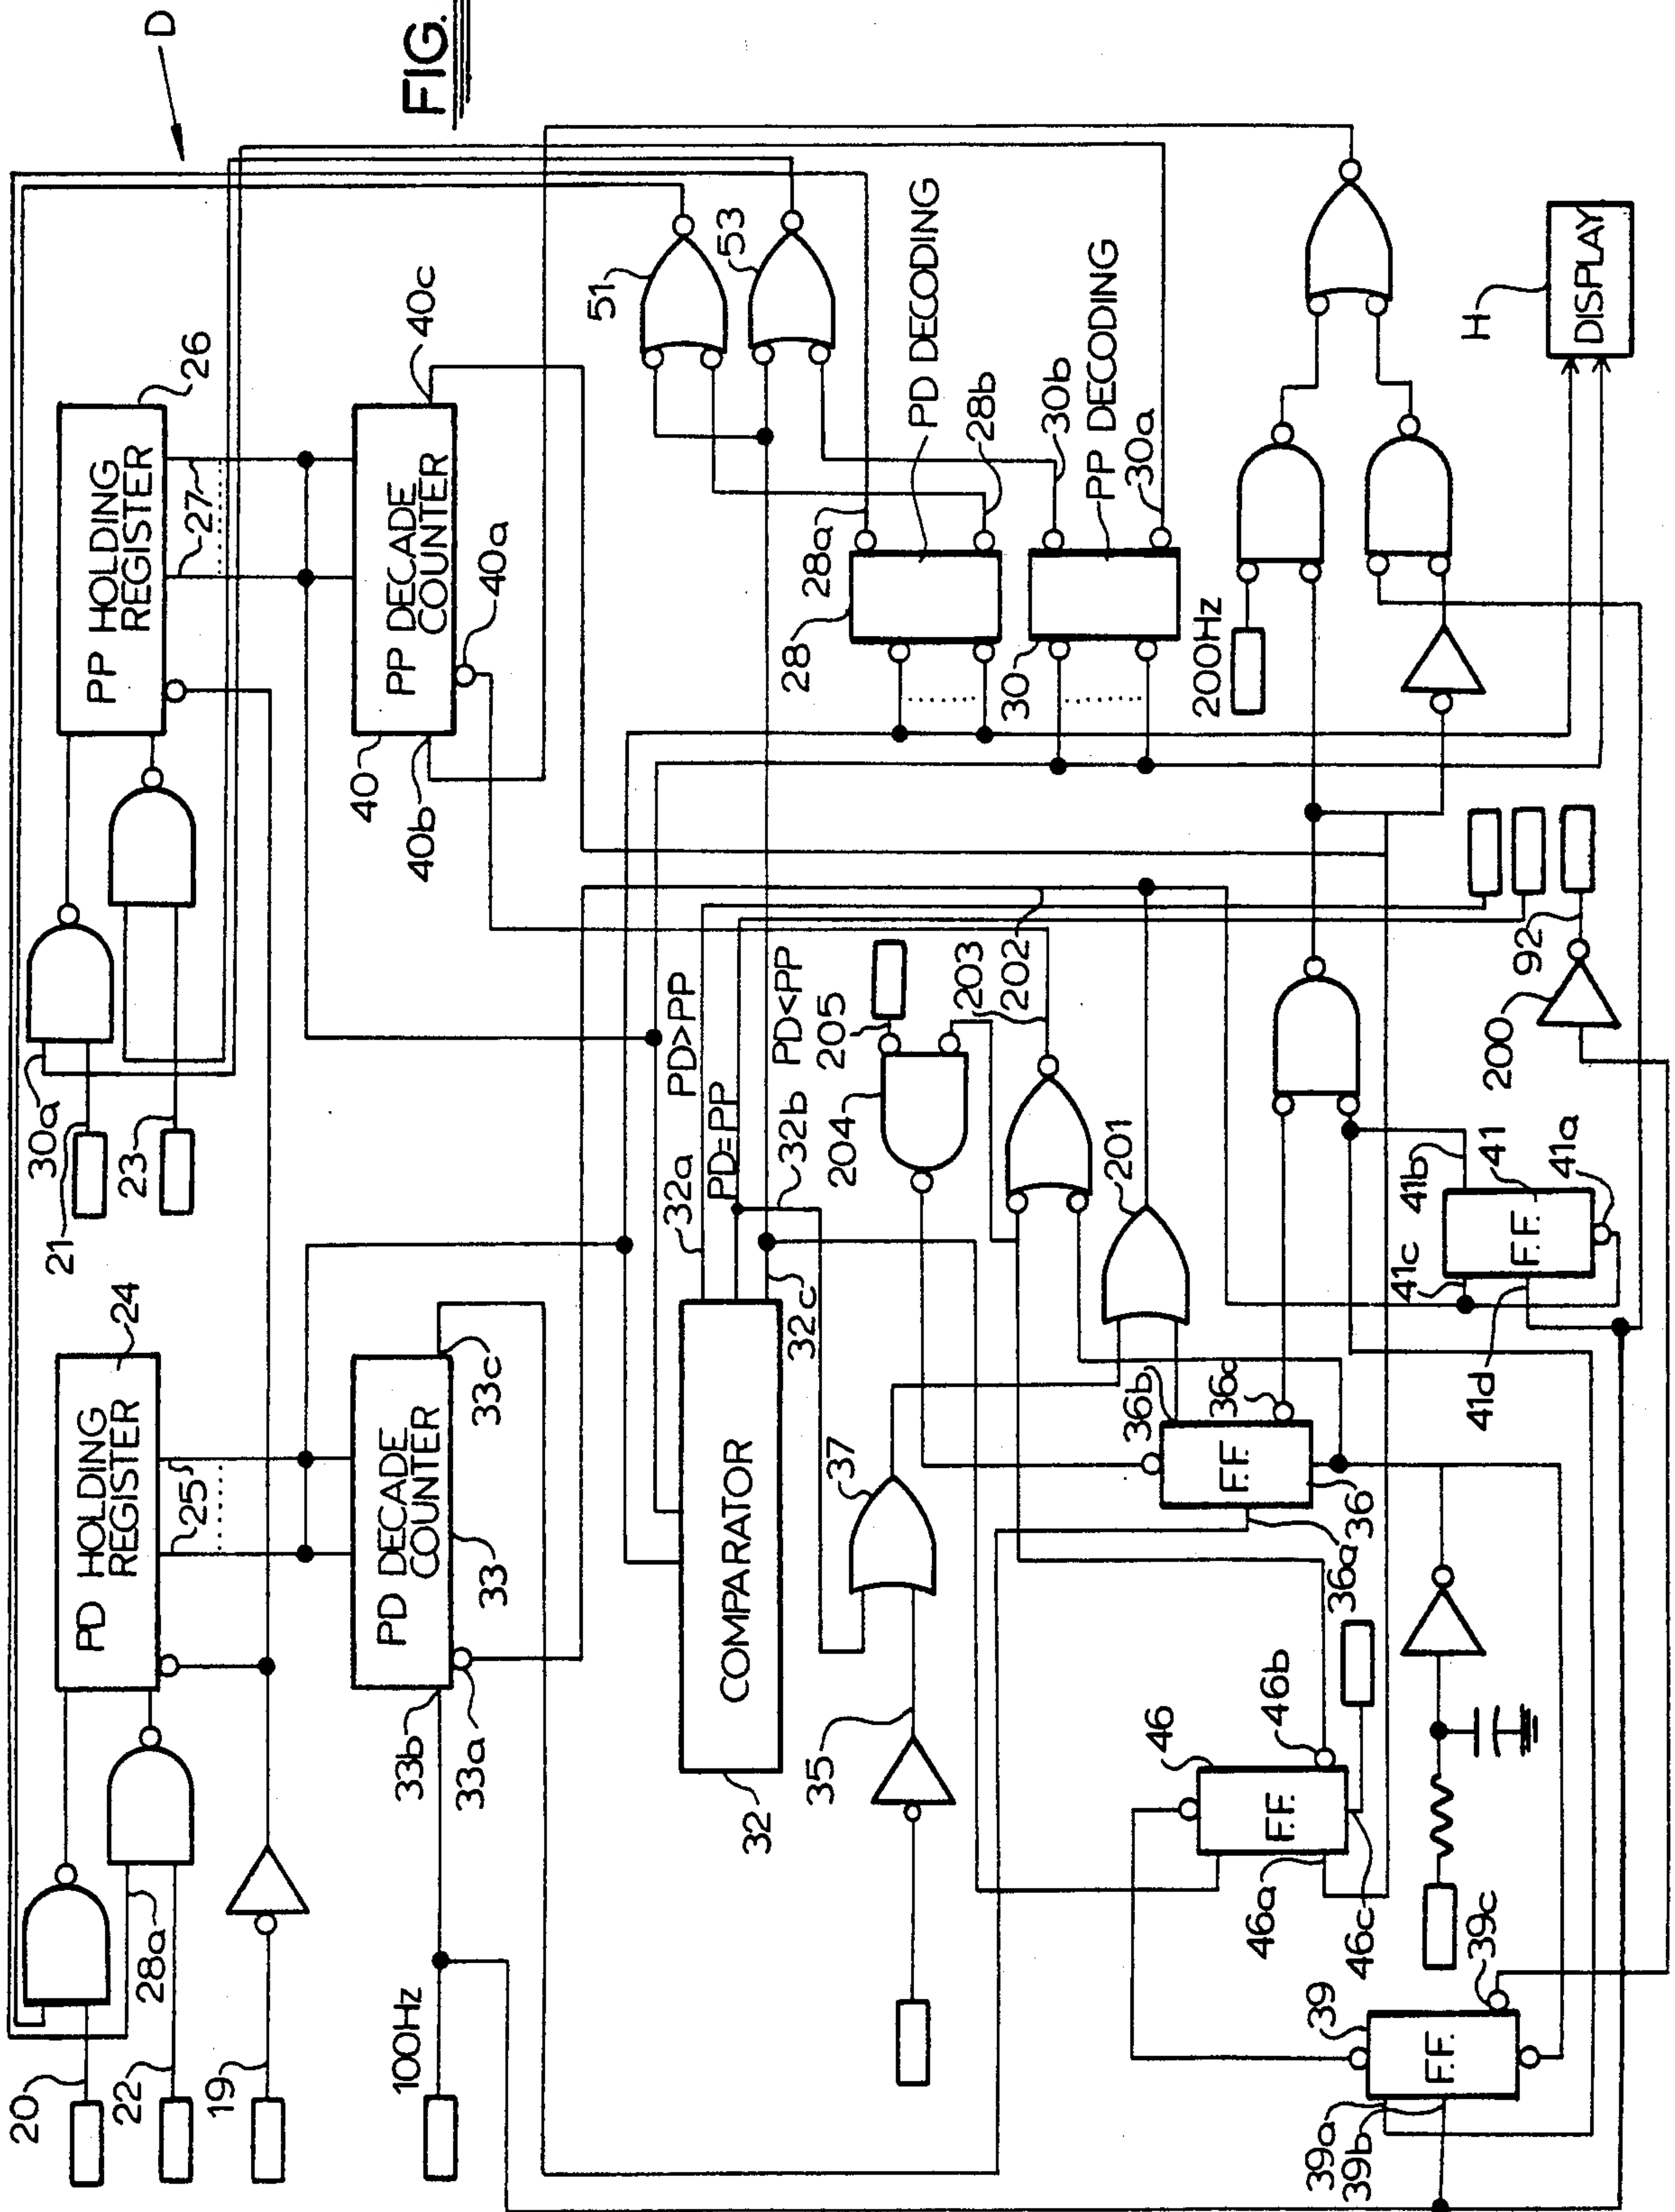 D
FIG.
PP HOLDING
REGISTER
26
27
30a
21
23
PD HOLDING
REGISTER
24
25
28a
20
22
19
PP DECADE
COUNTER
40
40a
40b
40c
PD DECADE
COUNTER
33
33a
33b
33c
100Hz
51
53
PD DECODING
28
28a
28b
PP DECODING
30
30b
30a
COMPARATOR
32
32a
PD>PP
PD=PP
32b
PD<PP
32c
205
204
203
202
201
37
35
200Hz
H
DISPLAY
92
200
F.F.
36
36a
36b
36c
F.F.
41
41a
41b
41c
41d
F.F.
46
46a
46b
46c
F.F.
39
39a
39b
39c